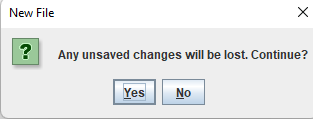 New File
Any unsaved changes will be lost. Continue?
Yes No